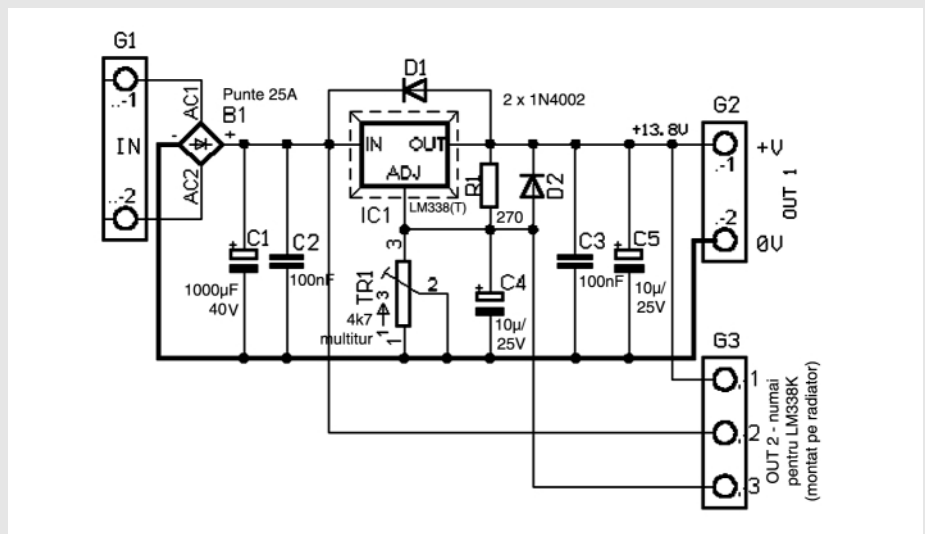 G1
..-1
IN
..-2
AC1
AC2
Punte 25A
B1
-
+
D1
2 x 1N4002
IN
OUT
ADJ
IC1
LM338(T)
R1
270
D2
+13.8V
G2
+V
.-1
OUT 1
.-2
0V
+
C1
1000µF
40V
C2
100nF
3
TR1
2
4k7
multitur
1
3
1
+
C4
10µ/
25V
C3
100nF
+
C5
10µ/
25V
G3
.1
.2
.3
OUT 2 - numai
pentru LM338K
(montat pe radiator)